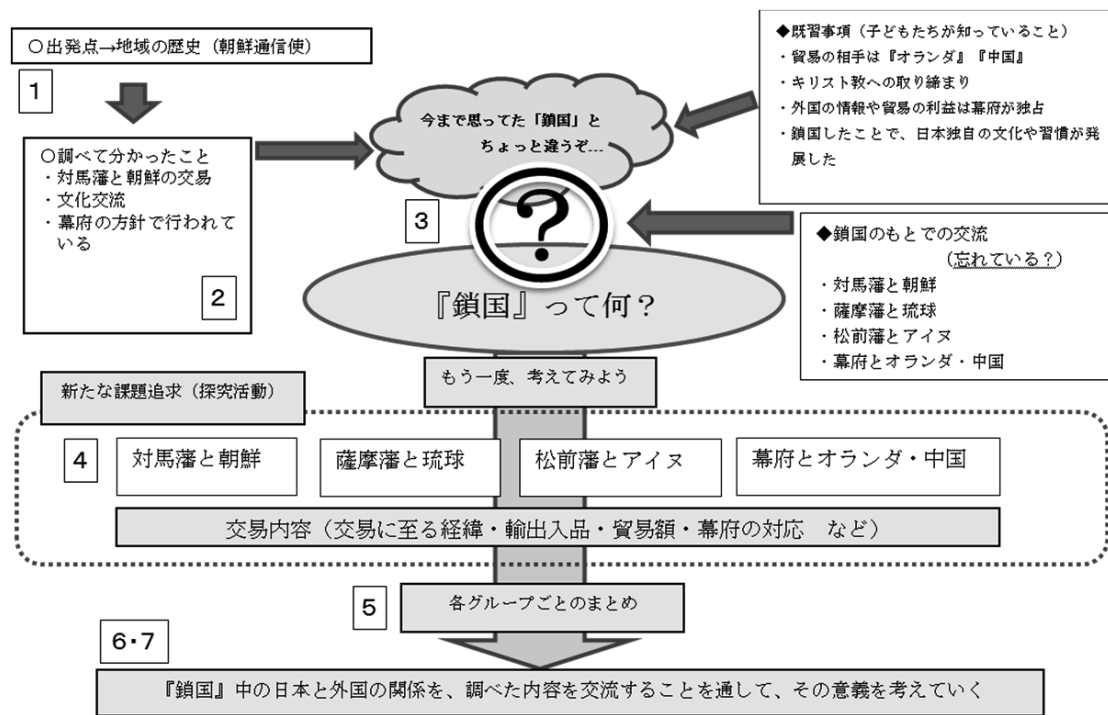 ○出発点→地域の歴史（朝鮮通信使）
1
○調べて分かったこと
・対馬藩と朝鮮の交易
・文化交流
・幕府の方針で行われて
いる
2
今まで思ってた「鎖国」と
ちょっと違うぞ…
◆既習事項（子どもたちが知っていること）
・貿易の相手は『オランダ』『中国』
・キリスト教への取り締まり
・外国の情報や貿易の利益は幕府が独占
・鎖国したことで、日本独自の文化や習慣が発
展した
3
?
『鎖国』って何？
◆鎖国のもとでの交流
（忘れている？）
・対馬藩と朝鮮
・薩摩藩と琉球
・松前藩とアイヌ
・幕府とオランダ・中国
もう一度、考えてみよう
新たな課題追求（探究活動）
4
対馬藩と朝鮮
薩摩藩と琉球
松前藩とアイヌ
幕府とオランダ・中国
交易内容（交易に至る経緯・輸出入品・貿易額・幕府の対応　など）
5
各グループごとのまとめ
6・7
『鎖国』中の日本と外国の関係を、調べた内容を交流することを通して、その意義を考えていく